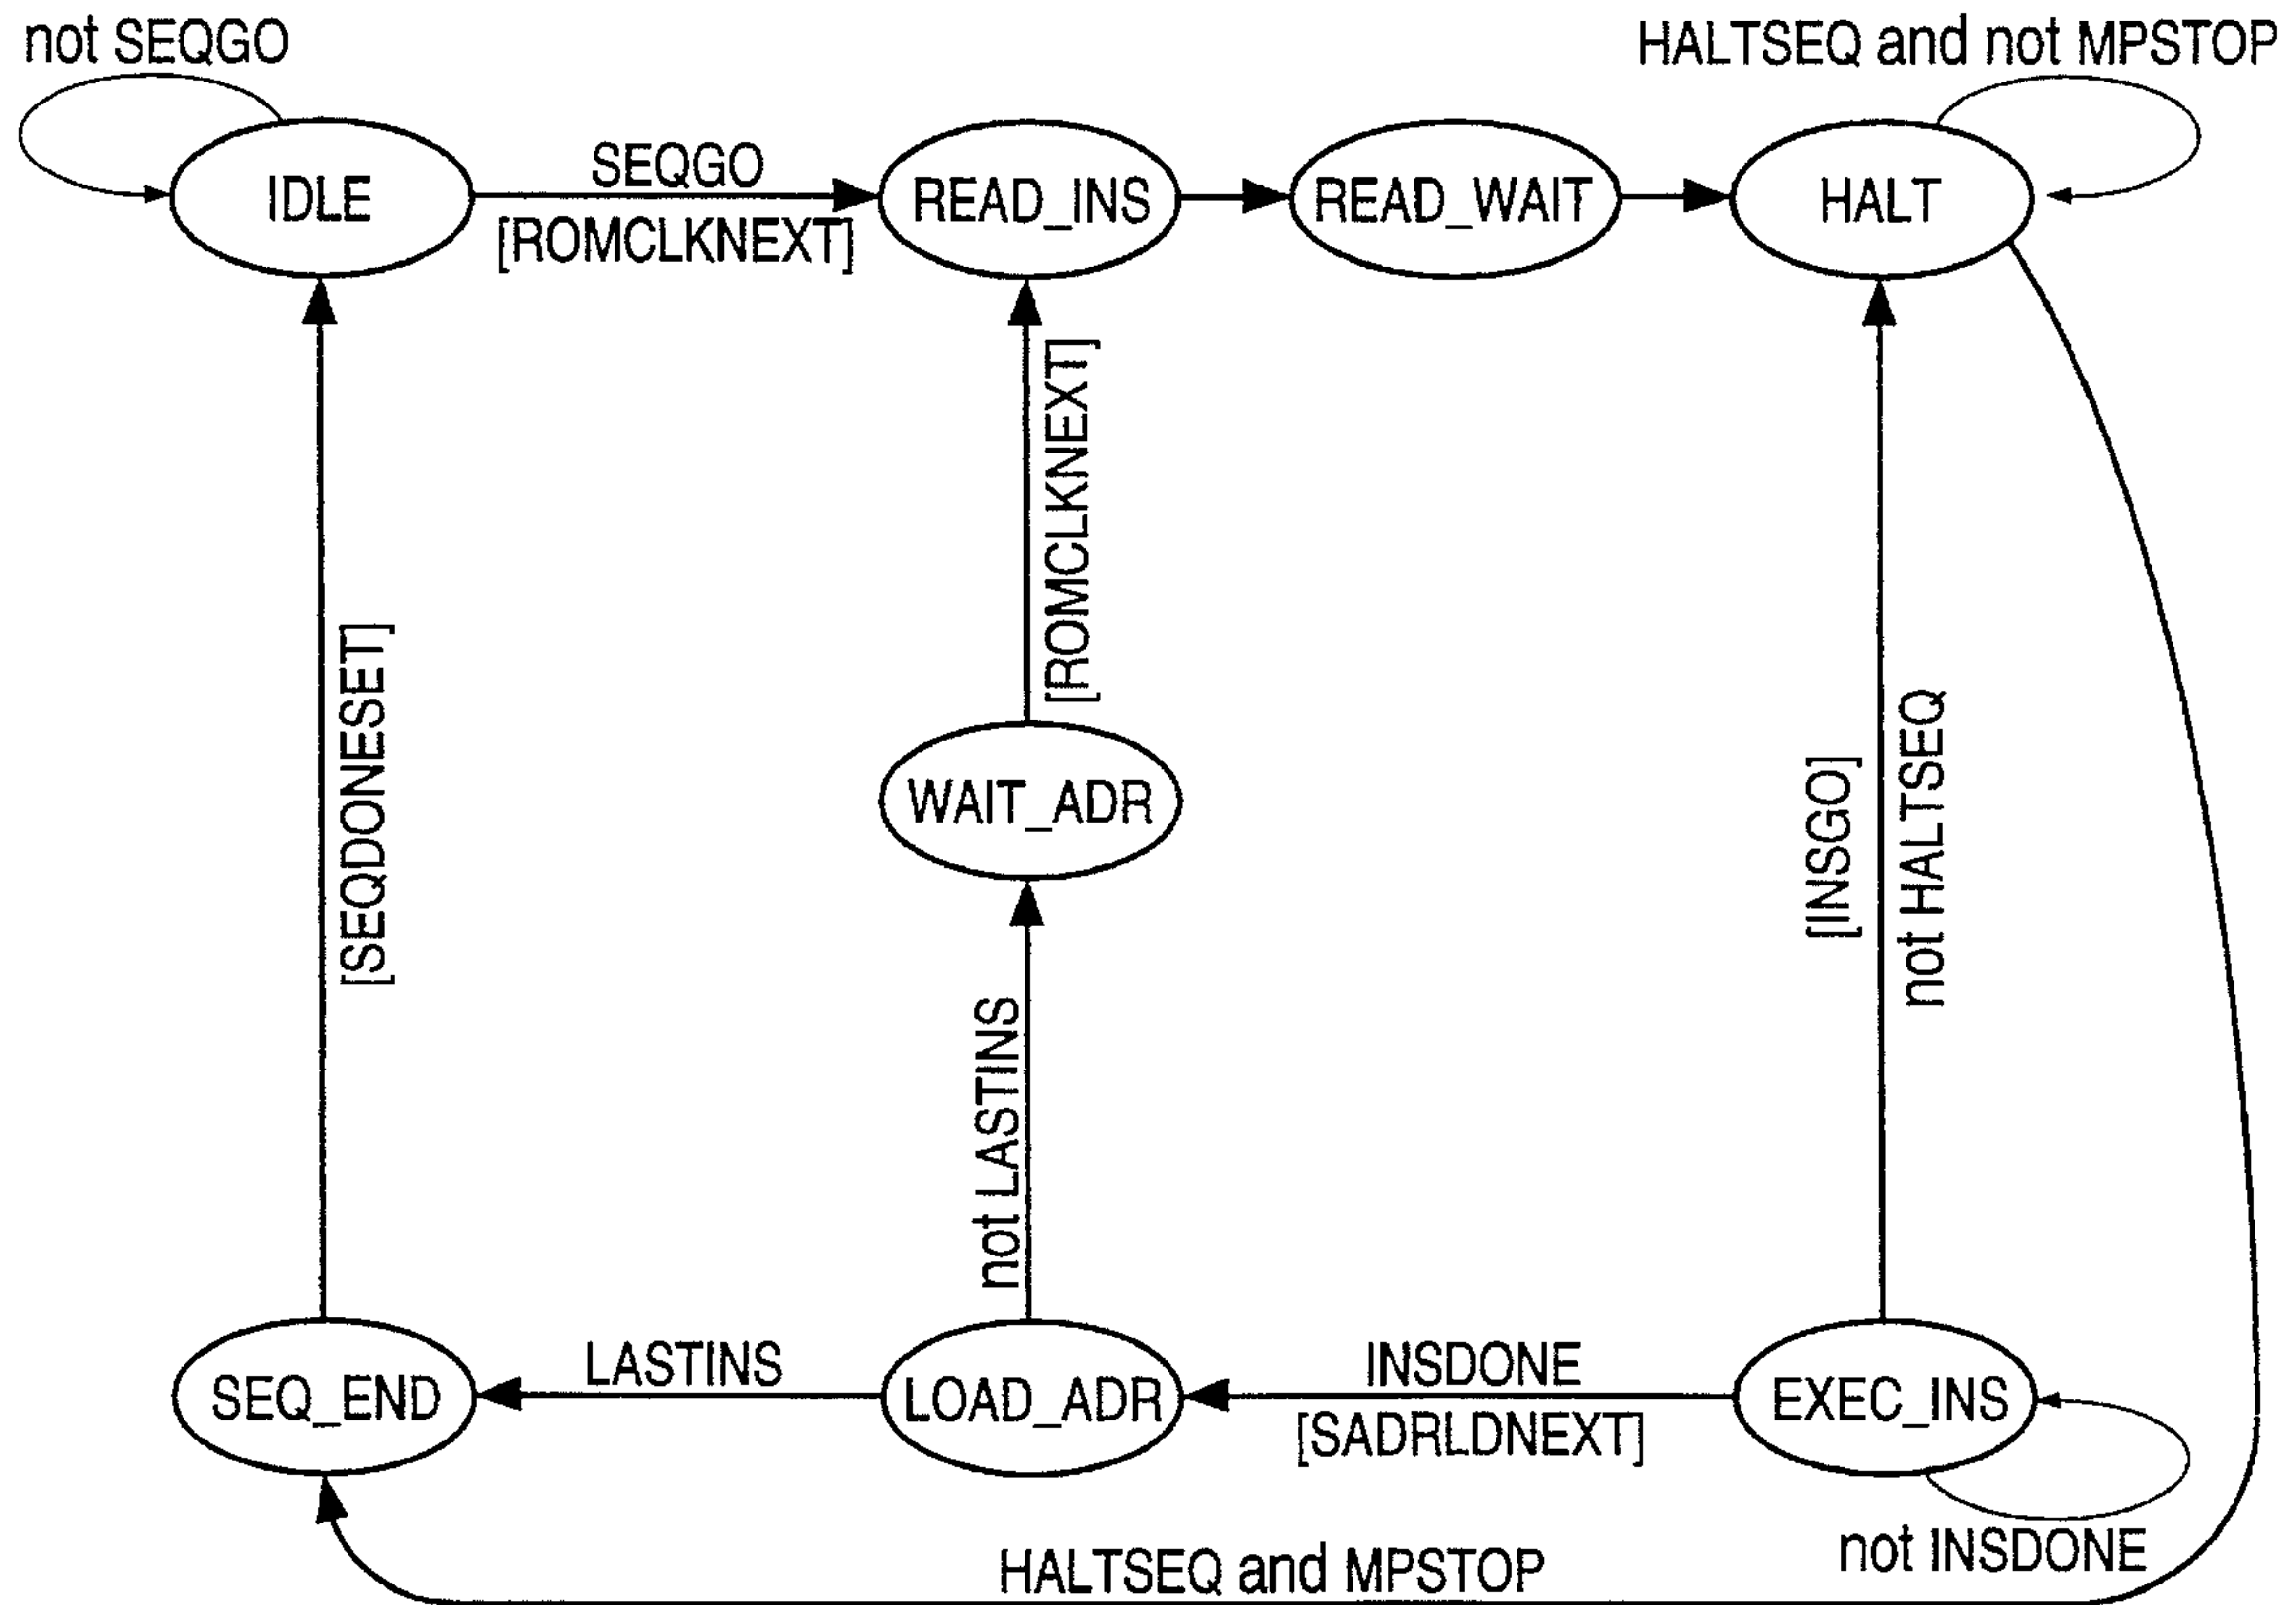 not SEQGO
HALTSEQ and not MPSTOP
IDLE
SEQGO
[ROMCLKNEXT]
READ_INS
READ_WAIT
HALT
[ROMCLKNEXT]
[SEQDONESET]
WAIT_ADR
[INSGO]
not HALTSEQ
not LASTINS
SEQ_END
LASTINS
LOAD_ADR
INSDONE
[SADRLDNEXT]
EXEC_INS
not INSDONE
HALTSEQ and MPSTOP